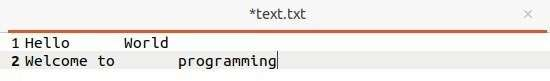 *text.txt ×
1 Hello      World
2 Welcome to       programming